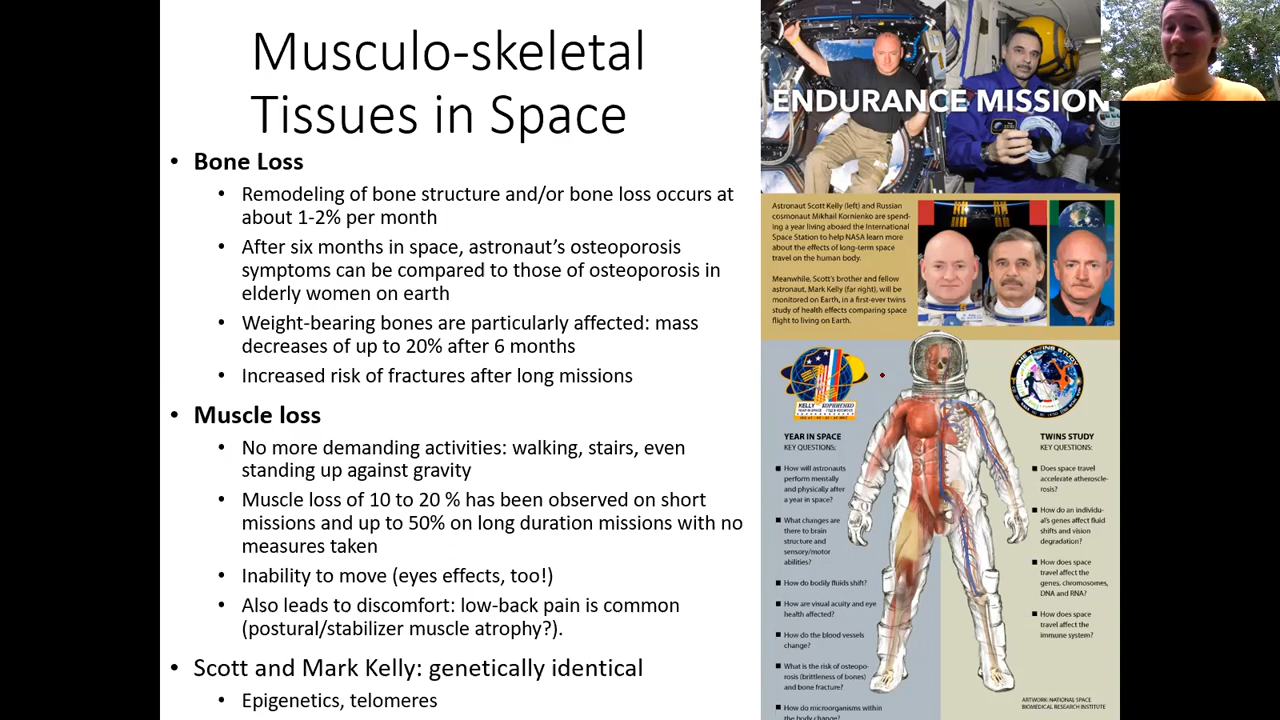 Musculo-skeletal
Tissues in Space
• Bone Loss
• Remodeling of bone structure and/or bone loss occurs at
about 1-2% per month
• After six months in space, astronaut’s osteoporosis
symptoms can be compared to those of osteoporosis in
elderly women on earth
• Weight-bearing bones are particularly affected: mass
decreases of up to 20% after 6 months
• Increased risk of fractures after long missions
• Muscle loss
• No more demanding activities: walking, stairs, even
standing up against gravity
• Muscle loss of 10 to 20 % has been observed on short
missions and up to 50% on long duration missions with no
measures taken
• Inability to move (eyes effects, too!)
• Also leads to discomfort: low-back pain is common
(postural/stabilizer muscle atrophy?).
• Scott and Mark Kelly: genetically identical
• Epigenetics, telomeres
ENDURANCE MISSION
Astronaut Scott Kelly (left) and Russian
cosmonaut Mikhail Kornienko are spend-
ing a year living aboard the International
Space Station to help NASA learn more
about the effects of long-term space
travel on the human body.
Meanwhile, Scott's brother and fellow
astronaut, Mark Kelly (far right), will be
monitored on Earth, in a first-ever twins
study of health effects comparing space
flight to living on Earth.
KELLY КОРНИЕНКО
THE TWINS STUDY
YEAR IN SPACE
KEY QUESTIONS:
■ How will astronauts
perform mentally
and physically after
a year in space?
■ What changes are
there to brain
structure and
sensory/motor
abilities?
■ How do bodily fluids shift?
■ How are visual acuity and eye
health affected?
■ How do the blood vessels
change?
■ What is the risk of osteopo-
rosis (brittleness of bones)
and bone fracture?
■ How do microorganisms within
the body change?
TWINS STUDY
KEY QUESTIONS:
■ Does space travel
accelerate atheroscle-
rosis?
■ How do an individu-
al's genes affect fluid
shifts and vision
degradation?
■ How does space
travel affect the
genes, chromosomes,
DNA and RNA?
■ How does space
travel affect the
immune system?
ARTWORK: NATIONAL SPACE
BIOMEDICAL RESEARCH INSTITUTE